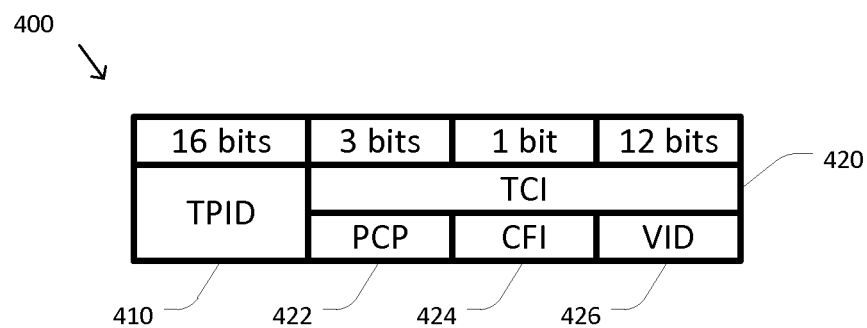 400
16 bits 3 bits 1 bit 12 bits
420
TCI
TPID
PCP CFI VID
410 422 424 426